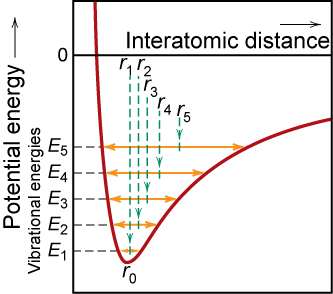 Interatomic distance
0
r1 r2
r3
r4 r5
E5
E4
E3
E2
E1
r0
Potential energy
Vibrational energies